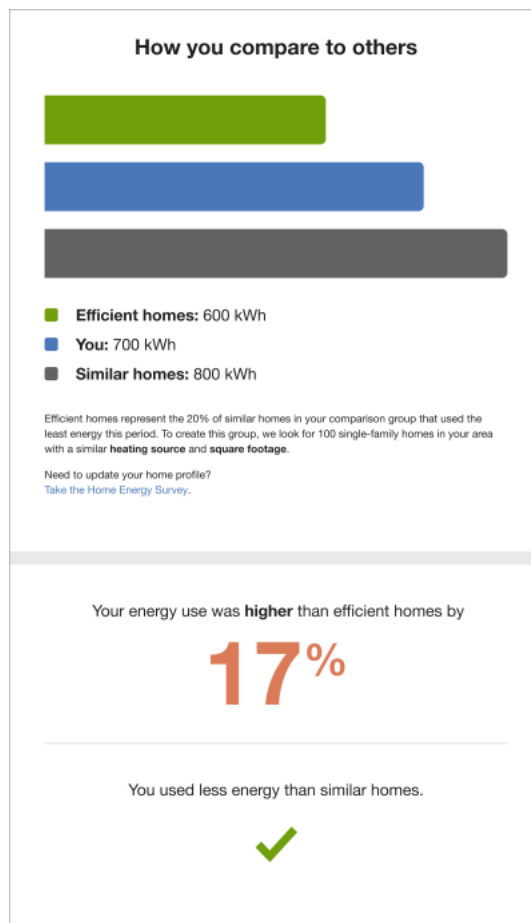 How you compare to others
Efficient homes: 600 kWh
You: 700 kWh
Similar homes: 800 kWh
Efficient homes represent the 20% of similar homes in your comparison group that used the
least energy this period. To create this group, we look for 100 single-family homes in your area
with a similar heating source and square footage.
Need to update your home profile?
Take the Home Energy Survey.
Your energy use was higher than efficient homes by
17%
You used less energy than similar homes.